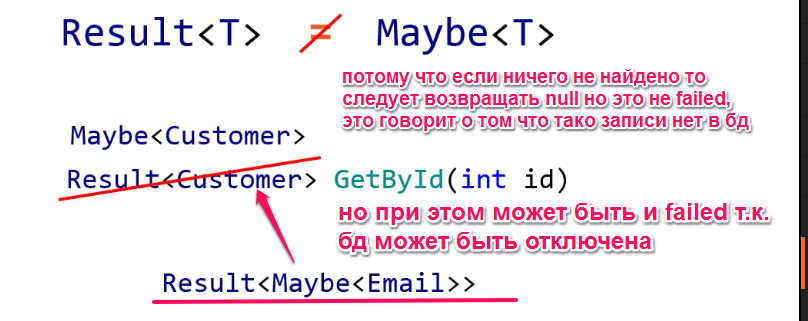 Result<T> = Maybe<T>
потому что если ничего не найдено то
следует возвращать null но это не failed,
это говорит о том что тако записи нет в бд
Maybe<Customer>
Result<Customer> GetById(int id)
но при этом может быть и failed т.к.
бд может быть отключена
Result<Maybe<Email>>